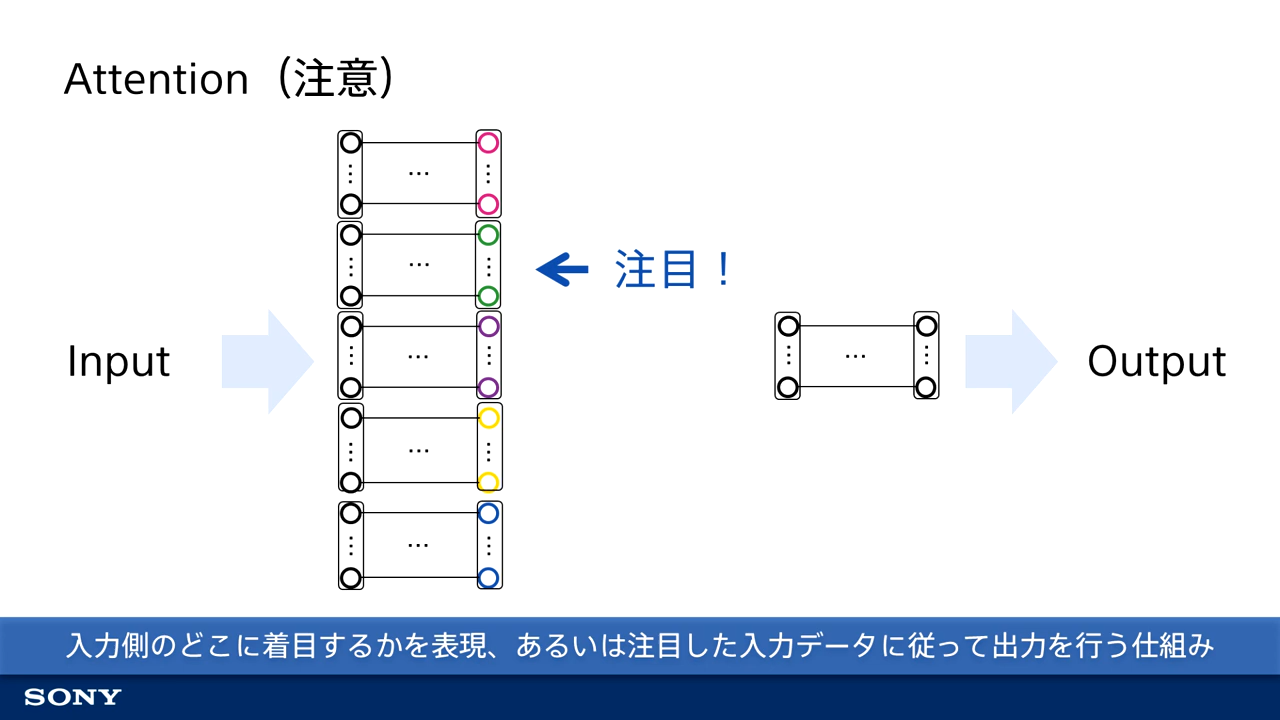 Attention（注意）
← 注目！
Input
Output
入力側のどこに着目するかを表現、あるいは注目した入力データに従って出力を行う仕組み
SONY